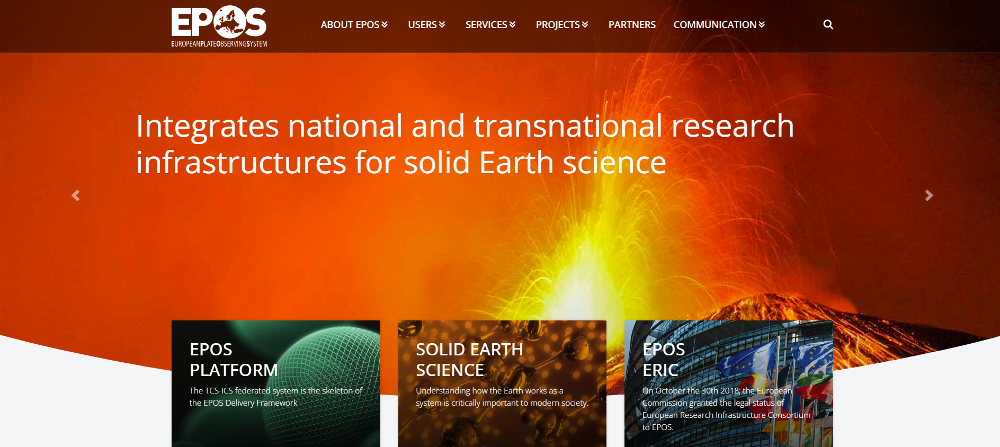 EPOS
EUROPEANPLATEOBSERVINGSYSTEM
ABOUT EPOS
USERS
SERVICES
PROJECTS
PARTNERS
COMMUNICATION
Integrates national and transnational research
infrastructures for solid Earth science
EPOS
PLATFORM
The TCS-ICS federated system is the skeleton of
the EPOS Delivery Framework
SOLID EARTH
SCIENCE
Understanding how the Earth works as a
system is critically important to modern society.
EPOS
ERIC
On October the 30th 2018, the European
Commission granted the legal status of
European Research Infrastructure Consortium
to EPOS.